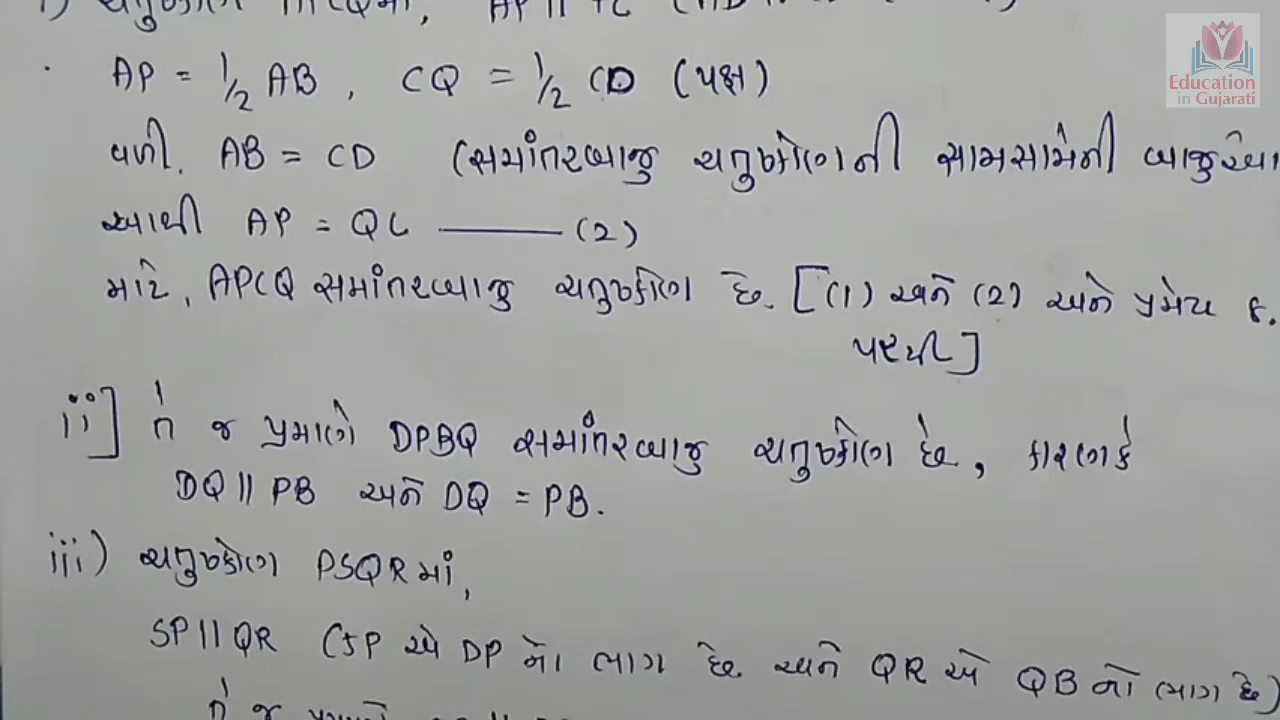 Education
in Gujarati
AP = 1/2 AB, CQ = 1/2 CD (પક્ષ)
વળી, AB = CD (સમાંતરબાજુ ચતુષ્કોણની સામસામેની બાજુઓ
આથી AP = QC ——— (2)
માટે, APCQ સમાંતરબાજુ ચતુષ્કોણ છે. [(1) અને (2) અને પ્રમેય 8.
પરથી]
ii] તે જ પ્રમાણે DPBQ સમાંતરબાજુ ચતુષ્કોણ છે, કારણકે
DQ || PB અને DQ = PB.
iii) ચતુષ્કોણ PSQR માં,
SP || QR (SP એ DP નો ભાગ છે અને QR એ QB નો ભાગ છે)
તે જ પ્રમાણે